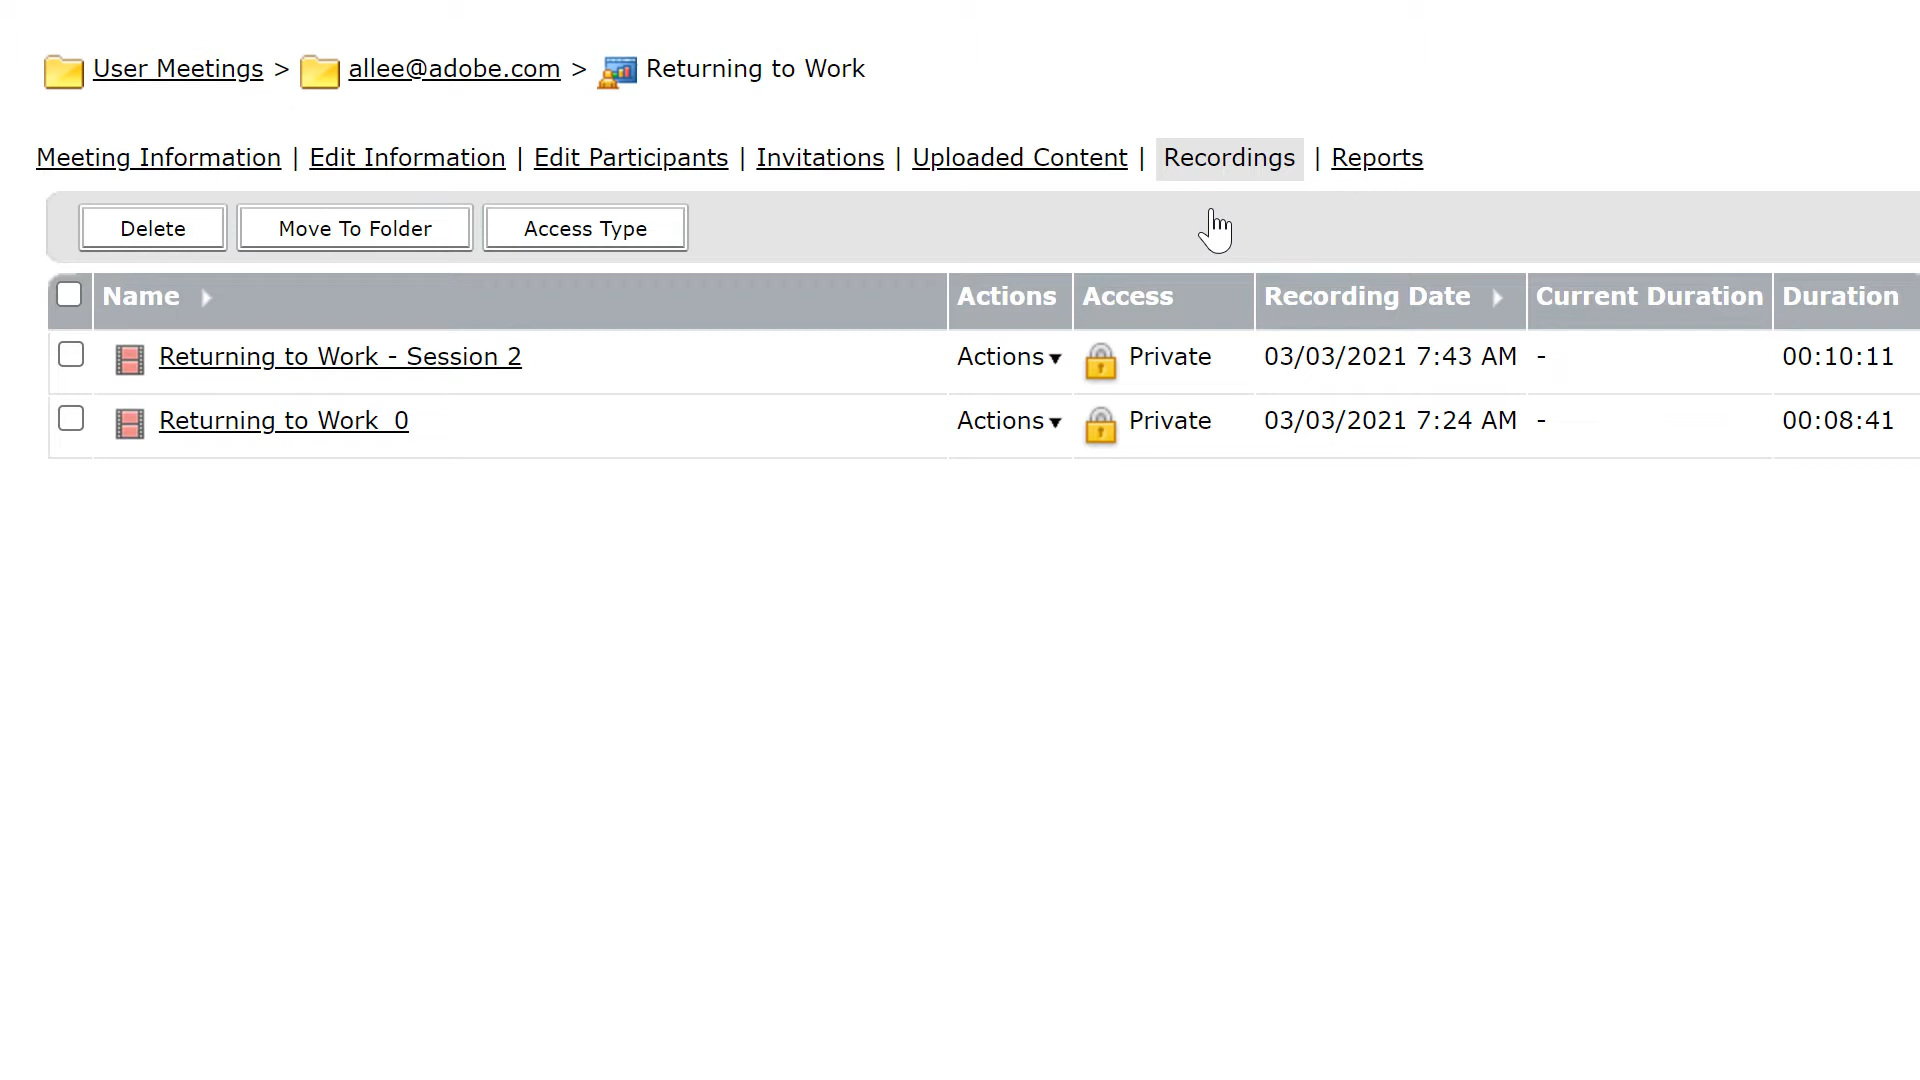 User Meetings > allee@adobe.com > Returning to Work
Meeting Information | Edit Information | Edit Participants | Invitations | Uploaded Content | Recordings | Reports
Delete Move To Folder Access Type
Name Actions Access Recording Date Current Duration Duration
Returning to Work - Session 2 Actions Private 03/03/2021 7:43 AM - 00:10:11
Returning to Work_0 Actions Private 03/03/2021 7:24 AM - 00:08:41